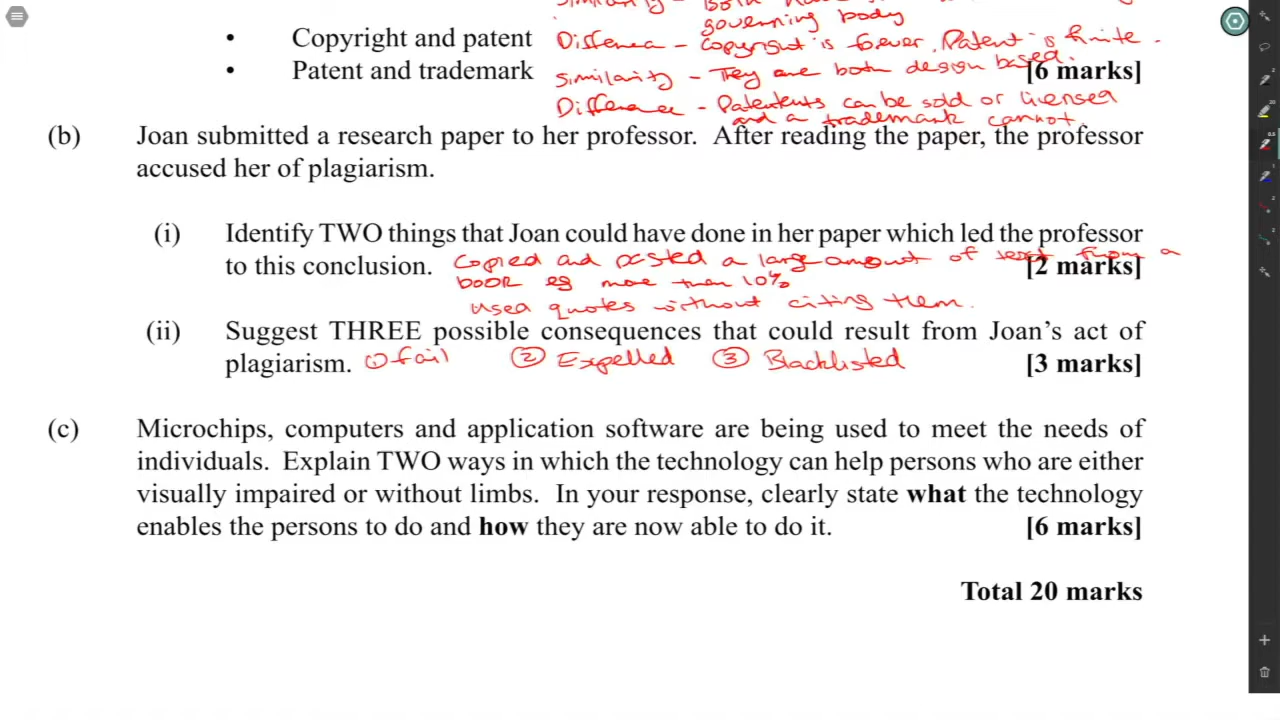 governing body
• Copyright and patent Difference - Copyright is forever, Patent is finite.
• Patent and trademark Similarity - They are both design based. [6 marks]
Difference - Patentents can be sold or licensed
and a trademark cannot.
(b) Joan submitted a research paper to her professor. After reading the paper, the professor
accused her of plagiarism.
(i) Identify TWO things that Joan could have done in her paper which led the professor
to this conclusion. Copied and pasted a large amount of text from a [2 marks]
book eg more than 10%
used quotes without citing them.
(ii) Suggest THREE possible consequences that could result from Joan's act of
plagiarism. ① fail ② Expelled ③ Blacklisted [3 marks]
(c) Microchips, computers and application software are being used to meet the needs of
individuals. Explain TWO ways in which the technology can help persons who are either
visually impaired or without limbs. In your response, clearly state what the technology
enables the persons to do and how they are now able to do it. [6 marks]
Total 20 marks